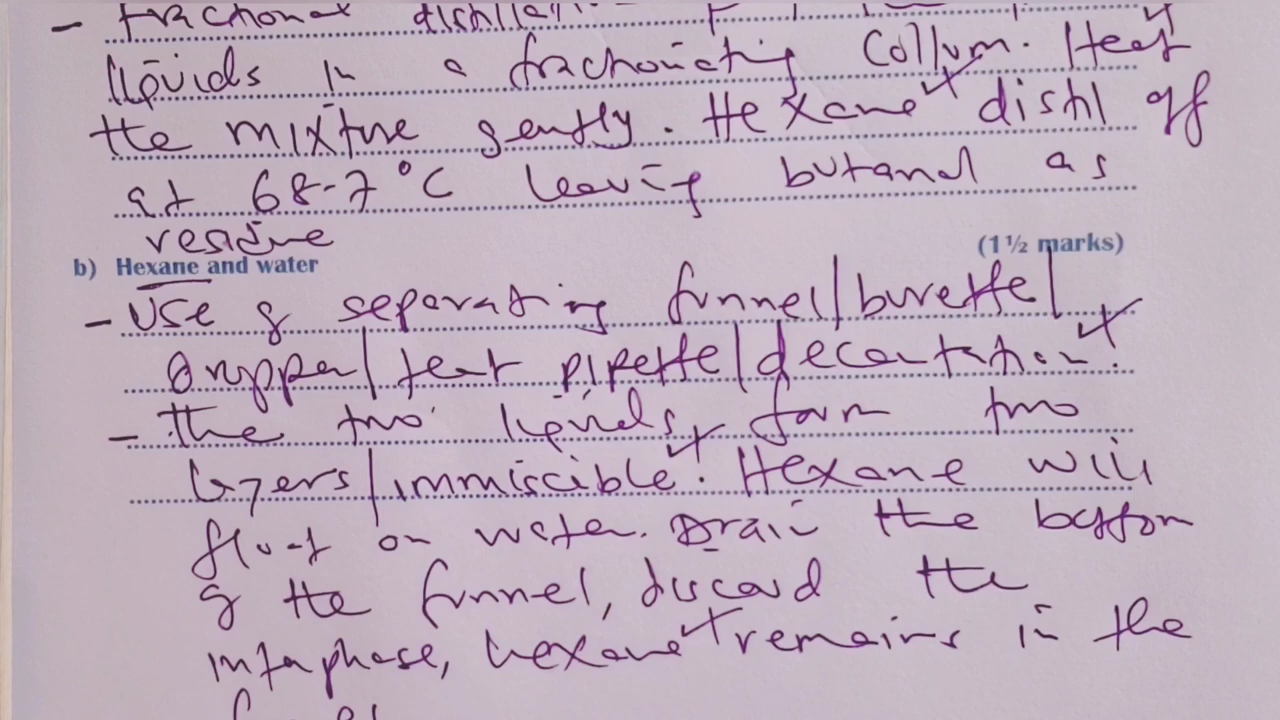 - fractional distillation
liquids in a fractionating Collum. Heat
the mixture gently. Hexane distil off
at 68.7 °C leaving butanol as
residue
(1½ marks)
b) Hexane and water
- Use of separating funnel/burette/
dropper/teat pipette/decantation.
- the two liquids form two
layers/immiscible. Hexane will
float on water. Drain the bottom
of the funnel, discard the
interphase, hexane remains in the